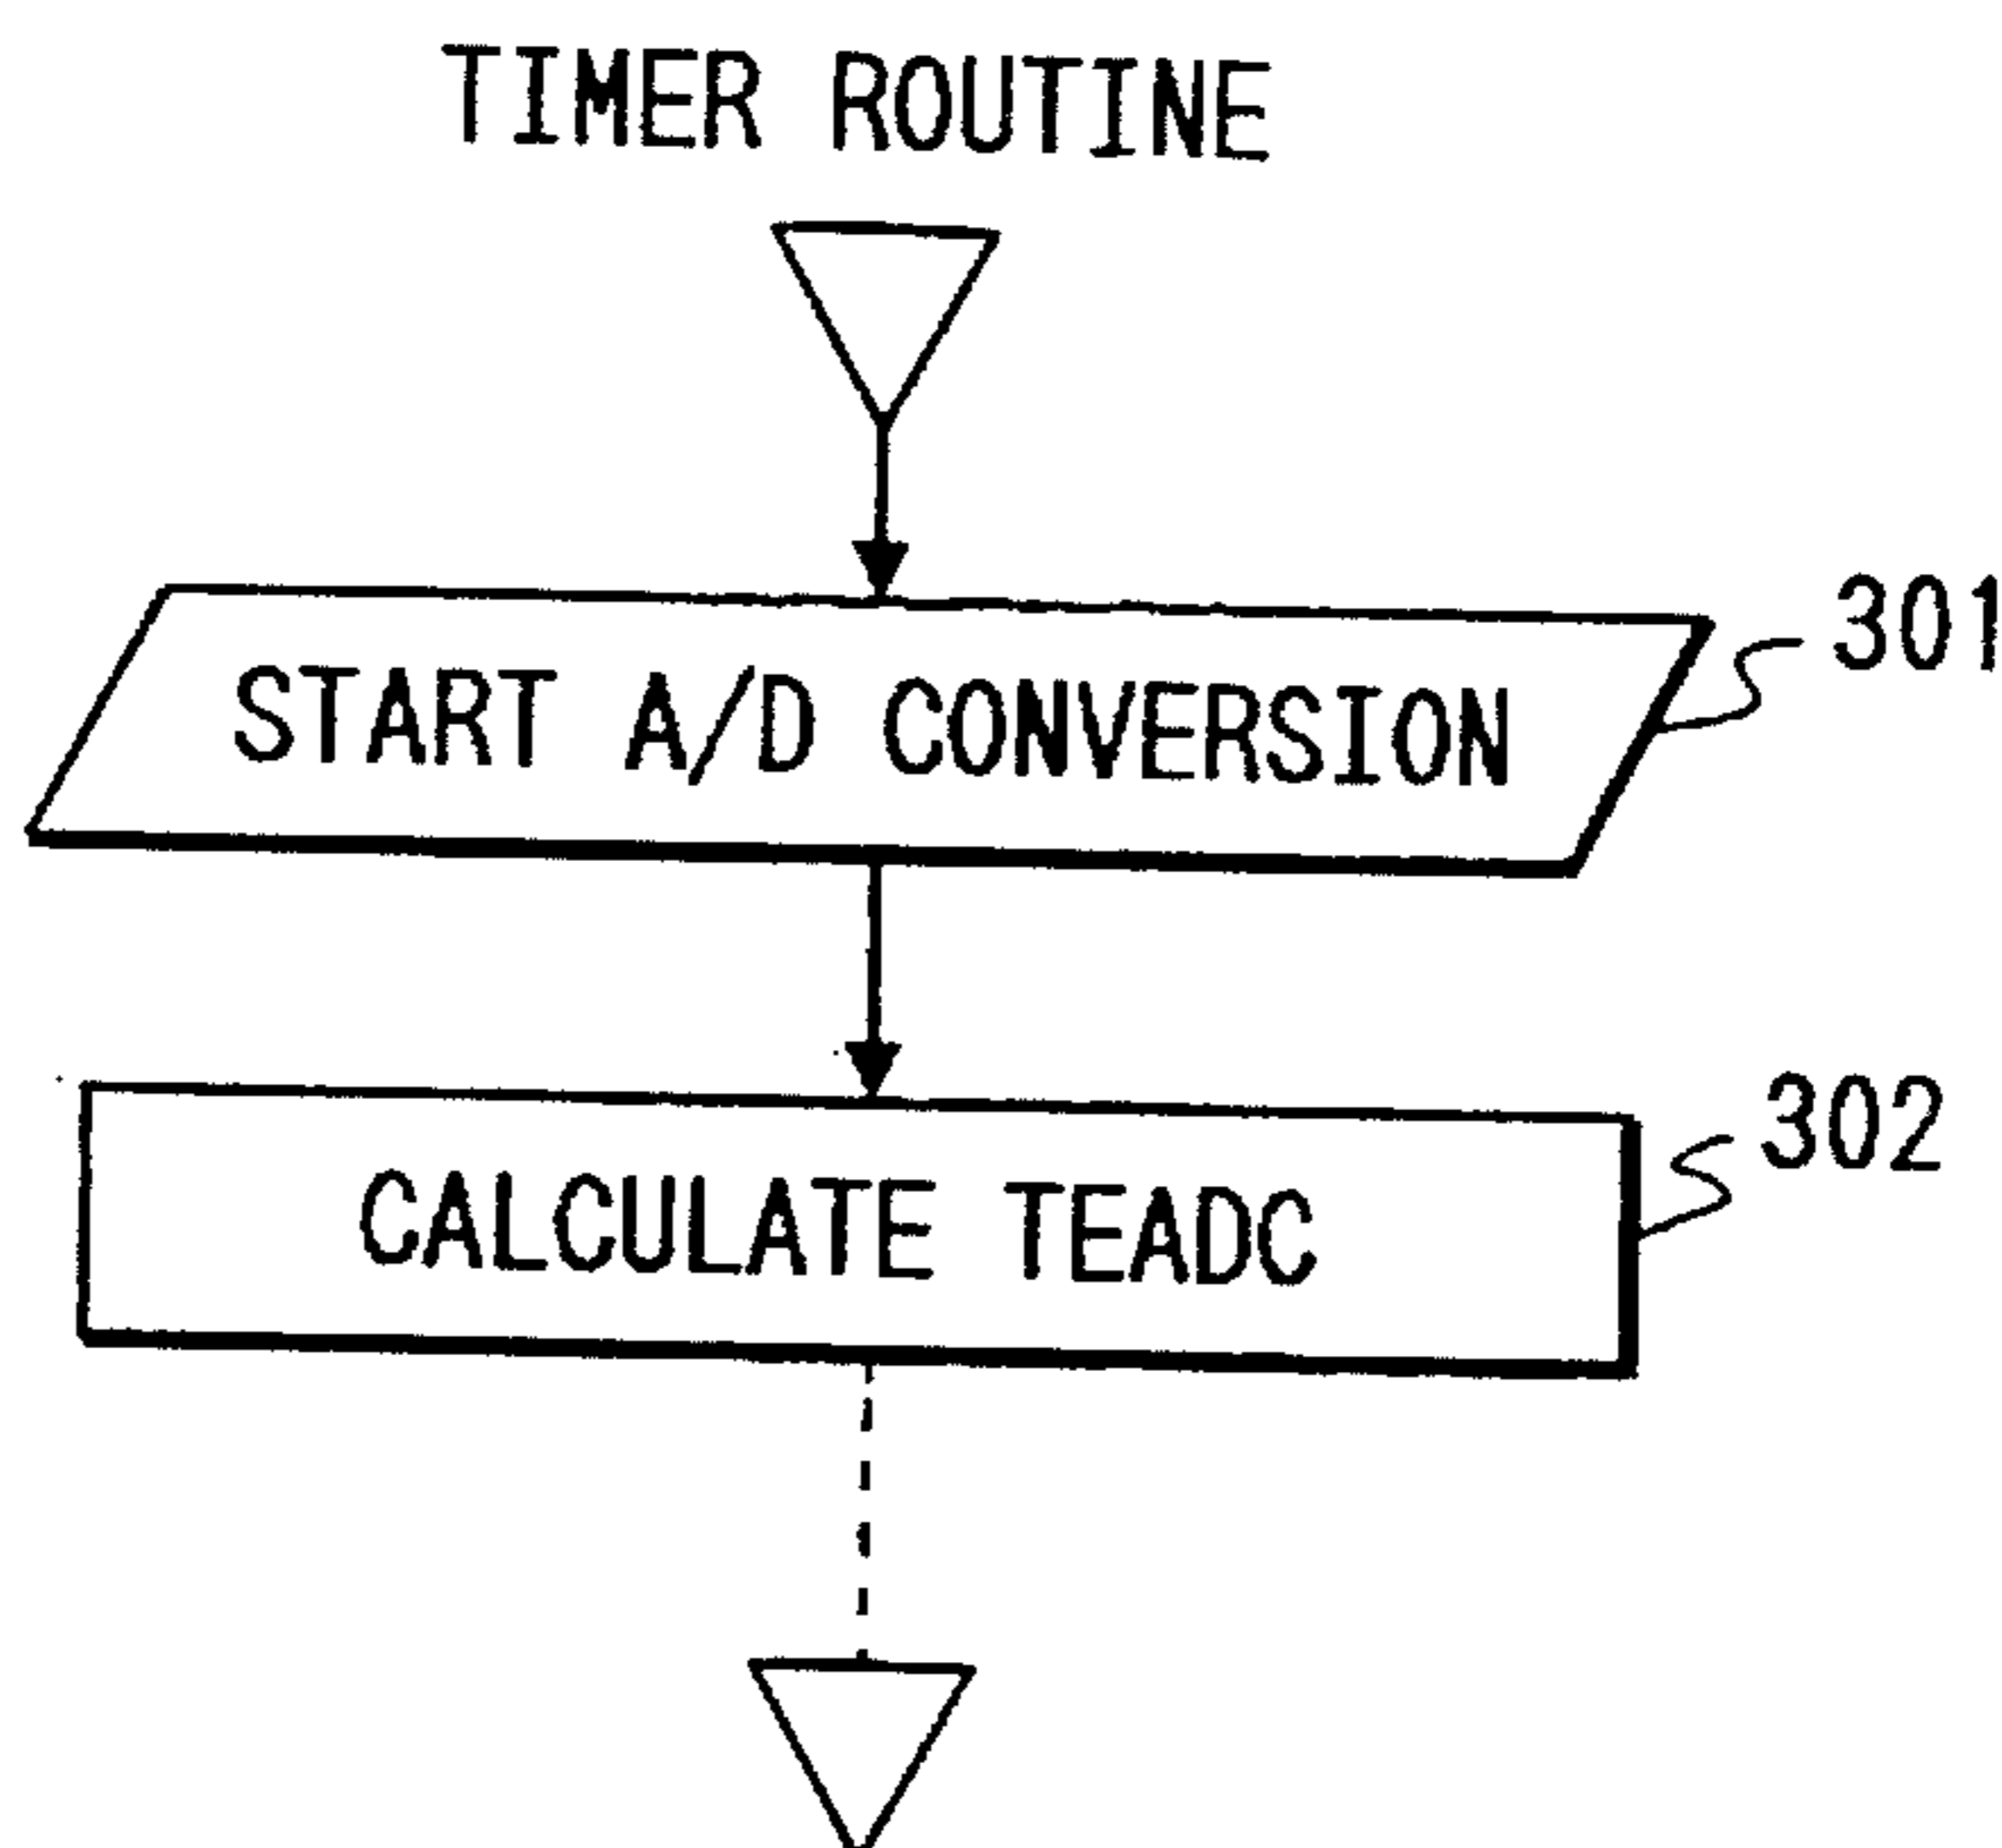 TIMER ROUTINE
301
START A/D CONVERSION
302
CALCULATE TEADC